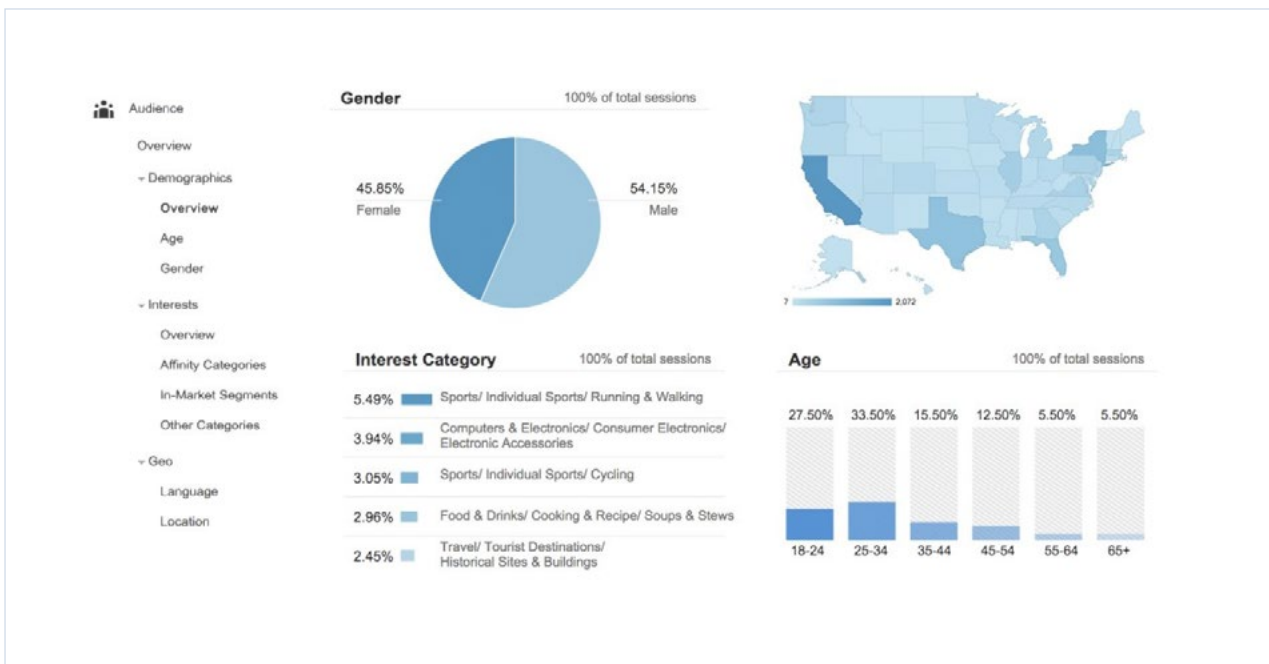 Audience
Overview
Demographics
Overview
Age
Gender
Interests
Overview
Affinity Categories
In-Market Segments
Other Categories
Geo
Language
Location
Gender
100% of total sessions
45.85%
Female
54.15%
Male
7
2,072
Interest Category
100% of total sessions
5.49% Sports/ Individual Sports/ Running & Walking
3.94% Computers & Electronics/ Consumer Electronics/
Electronic Accessories
3.05% Sports/ Individual Sports/ Cycling
2.96% Food & Drinks/ Cooking & Recipe/ Soups & Stews
2.45% Travel/ Tourist Destinations/
Historical Sites & Buildings
Age
100% of total sessions
27.50% 33.50% 15.50% 12.50% 5.50% 5.50%
18-24 25-34 35-44 45-54 55-64 65+